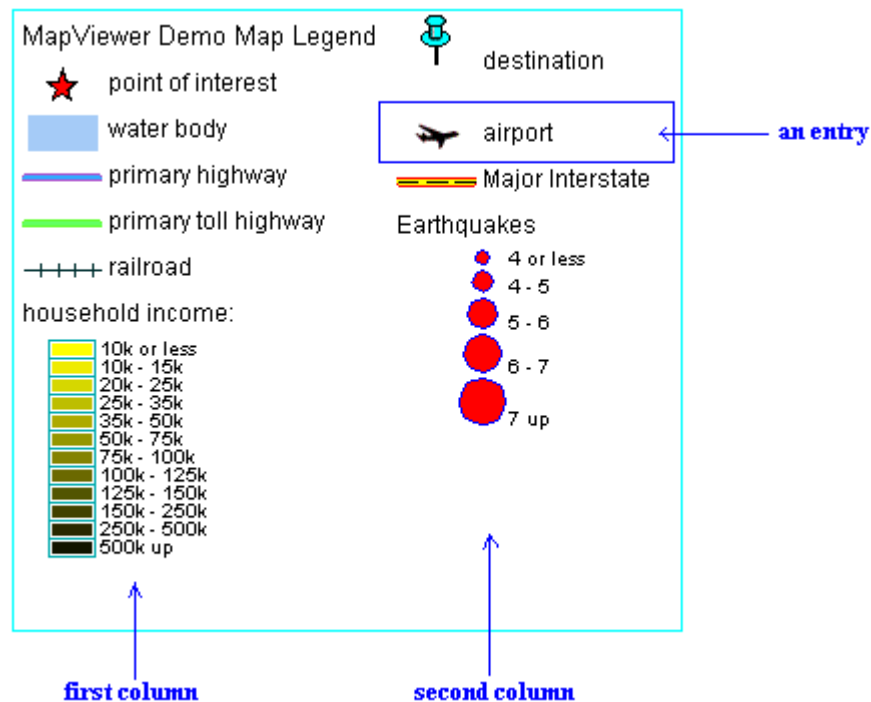 MapViewer Demo Map Legend
point of interest
water body
primary highway
primary toll highway
railroad
household income:
10k or less
10k - 15k
20k - 25k
25k - 35k
35k - 50k
50k - 75k
75k - 100k
100k - 125k
125k - 150k
150k - 250k
250k - 500k
500k up
destination
airport
Major Interstate
Earthquakes
4 or less
4 - 5
5 - 6
6 - 7
7 up
an entry
first column
second column